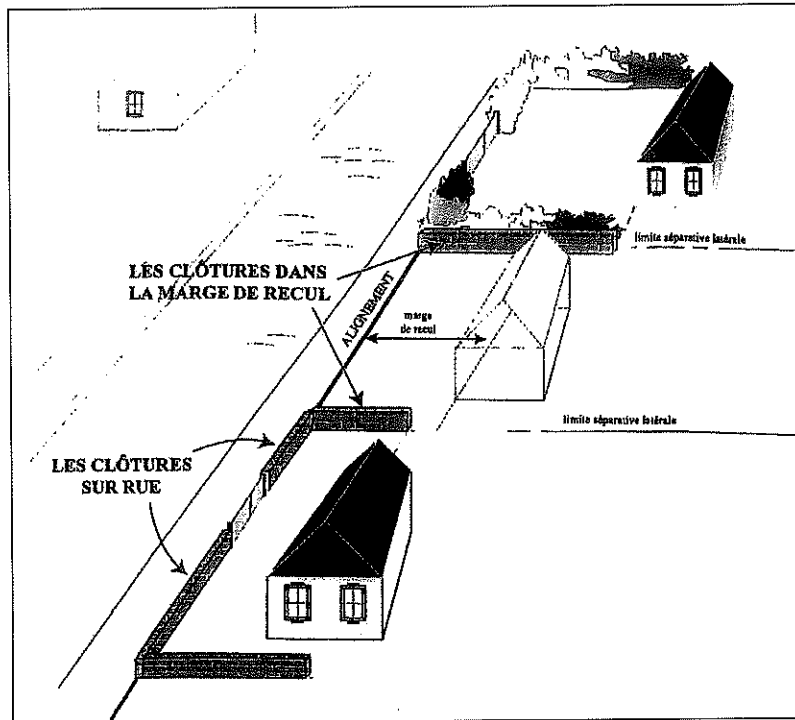 limite séparative latérale
LES CLÔTURES DANS
LA MARGE DE RECUL
ALIGNEMENT
marge
de recul
limite séparative latérale
LES CLÔTURES
SUR RUE